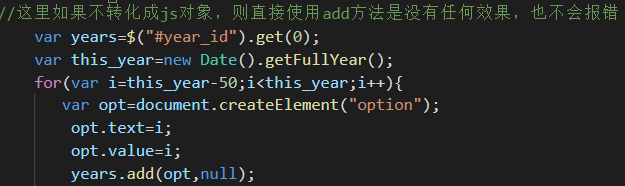 //这里如果不转化成js对象，则直接使用add方法是没有任何效果，也不会报错
var years=$("#year_id").get(0);
var this_year=new Date().getFullYear();
for(var i=this_year-50;i<this_year;i++){
var opt=document.createElement("option");
opt.text=i;
opt.value=i;
years.add(opt,null);